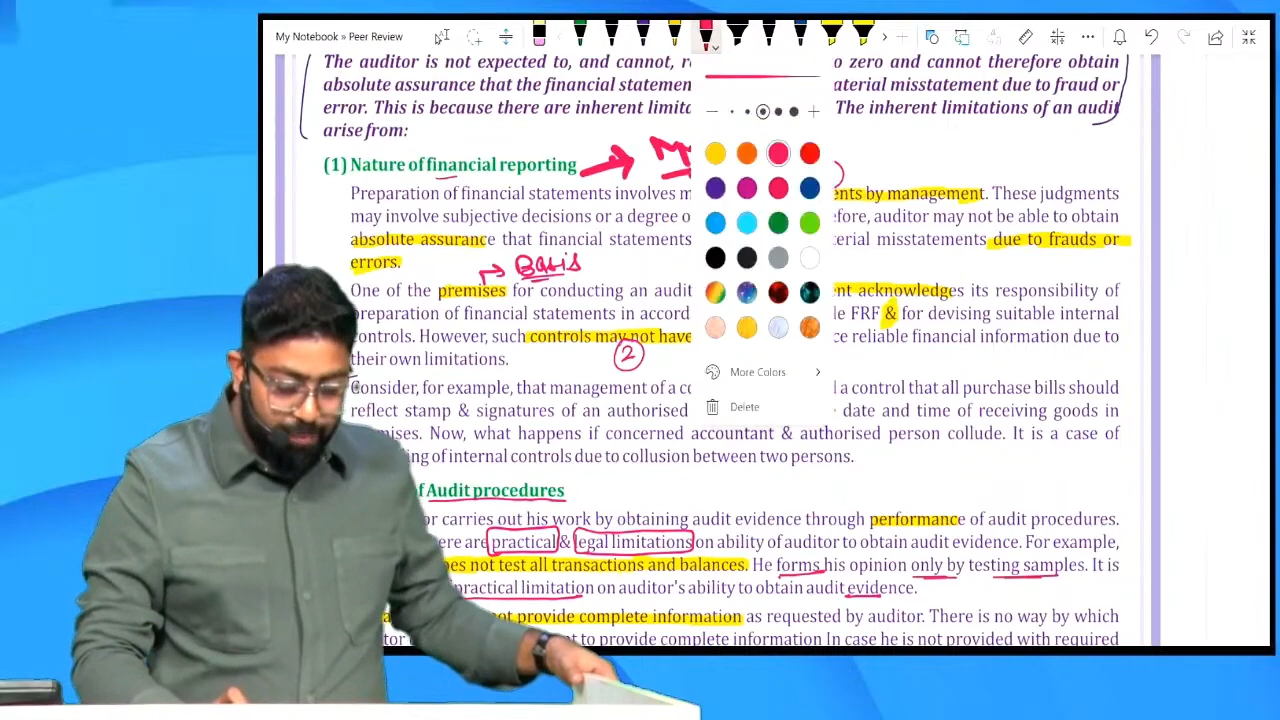 My Notebook » Peer Review
The auditor is not expected to, and cannot, r o zero and cannot therefore obtain
absolute assurance that the financial statemen aterial misstatement due to fraud or
error. This is because there are inherent limita The inherent limitations of an audit
arise from:
(1) Nature of financial reporting
Preparation of financial statements involves m ents by management. These judgments
may involve subjective decisions or a degree o efore, auditor may not be able to obtain
absolute assurance that financial statements terial misstatements due to frauds or
errors.
Basis
One of the premises for conducting an audit ent acknowledges its responsibility of
preparation of financial statements in accord e FRF & for devising suitable internal
controls. However, such controls may not have ce reliable financial information due to
their own limitations.
2
Consider, for example, that management of a co d a control that all purchase bills should
reflect stamp & signatures of an authorised date and time of receiving goods in
mises. Now, what happens if concerned accountant & authorised person collude. It is a case of
ing of internal controls due to collusion between two persons.
More Colors
Delete
of Audit procedures
or carries out his work by obtaining audit evidence through performance of audit procedures.
ere are practical & legal limitations on ability of auditor to obtain audit evidence. For example,
oes not test all transactions and balances. He forms his opinion only by testing samples. It is
practical limitation on auditor's ability to obtain audit evidence.
not provide complete information as requested by auditor. There is no way by which
nt to provide complete information In case he is not provided with required